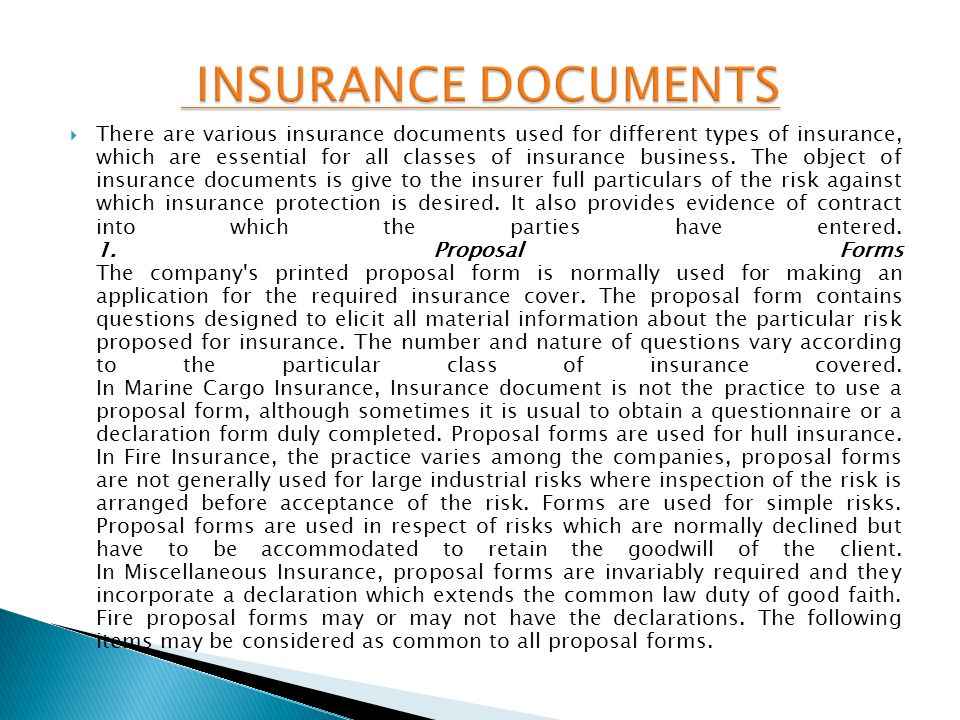 INSURANCE DOCUMENTS
There are various insurance documents used for different types of insurance,
which are essential for all classes of insurance business. The object of
insurance documents is give to the insurer full particulars of the risk against
which insurance protection is desired. It also provides evidence of contract
into which the parties have entered.
1. Proposal Forms
The company's printed proposal form is normally used for making an
application for the required insurance cover. The proposal form contains
questions designed to elicit all material information about the particular risk
proposed for insurance. The number and nature of questions vary according
to the particular class of insurance covered.
In Marine Cargo Insurance, Insurance document is not the practice to use a
proposal form, although sometimes it is usual to obtain a questionnaire or a
declaration form duly completed. Proposal forms are used for hull insurance.
In Fire Insurance, the practice varies among the companies, proposal forms
are not generally used for large industrial risks where inspection of the risk is
arranged before acceptance of the risk. Forms are used for simple risks.
Proposal forms are used in respect of risks which are normally declined but
have to be accommodated to retain the goodwill of the client.
In Miscellaneous Insurance, proposal forms are invariably required and they
incorporate a declaration which extends the common law duty of good faith.
Fire proposal forms may or may not have the declarations. The following
items may be considered as common to all proposal forms.